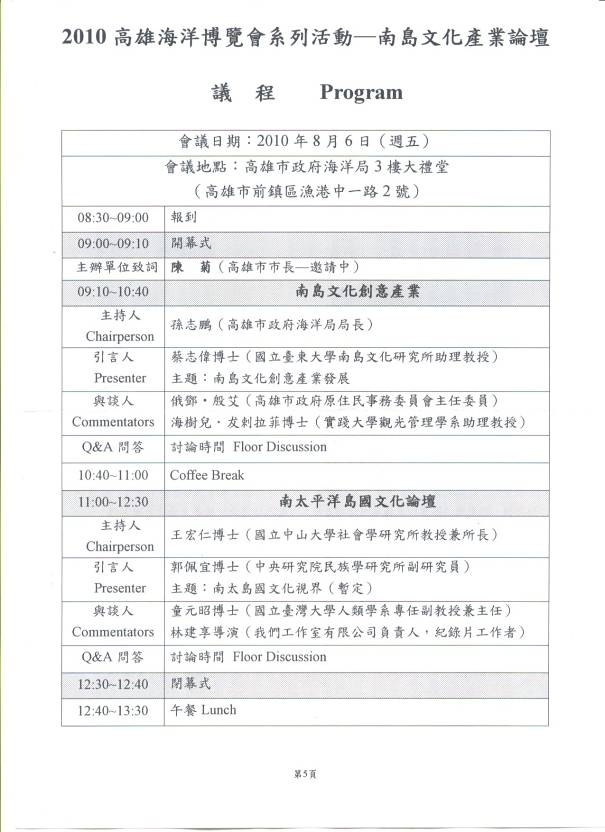 2010 高雄海洋博覽會系列活動—南島文化產業論壇
議 程 Program
會議日期：2010 年 8 月 6 日（週五）
會議地點：高雄市政府海洋局 3 樓大禮堂
（高雄市前鎮區漁港中一路 2 號）
08:30~09:00 報到
09:00~09:10 開幕式
主辦單位致詞 陳 菊（高雄市市長—邀請中）
09:10~10:40 南島文化創意產業
主持人
Chairperson
孫志鵬（高雄市政府海洋局局長）
引言人
Presenter
蔡志偉博士（國立臺東大學南島文化研究所助理教授）
主題：南島文化創意產業發展
與談人
Commentators
俄鄧・殷艾（高雄市政府原住民事務委員會主任委員）
海樹兒・犮剌拉菲博士（實踐大學觀光管理學系助理教授）
Q&A 問答 討論時間 Floor Discussion
10:40~11:00 Coffee Break
11:00~12:30 南太平洋島國文化論壇
主持人
Chairperson
王宏仁博士（國立中山大學社會學研究所教授兼所長）
引言人
Presenter
郭佩宜博士（中央研究院民族學研究所副研究員）
主題：南太島國文化視界（暫定）
與談人
Commentators
童元昭博士（國立臺灣大學人類學系專任副教授兼主任）
林建享導演（我們工作室有限公司負責人，紀錄片工作者）
Q&A 問答 討論時間 Floor Discussion
12:30~12:40 閉幕式
12:40~13:30 午餐 Lunch
第5頁